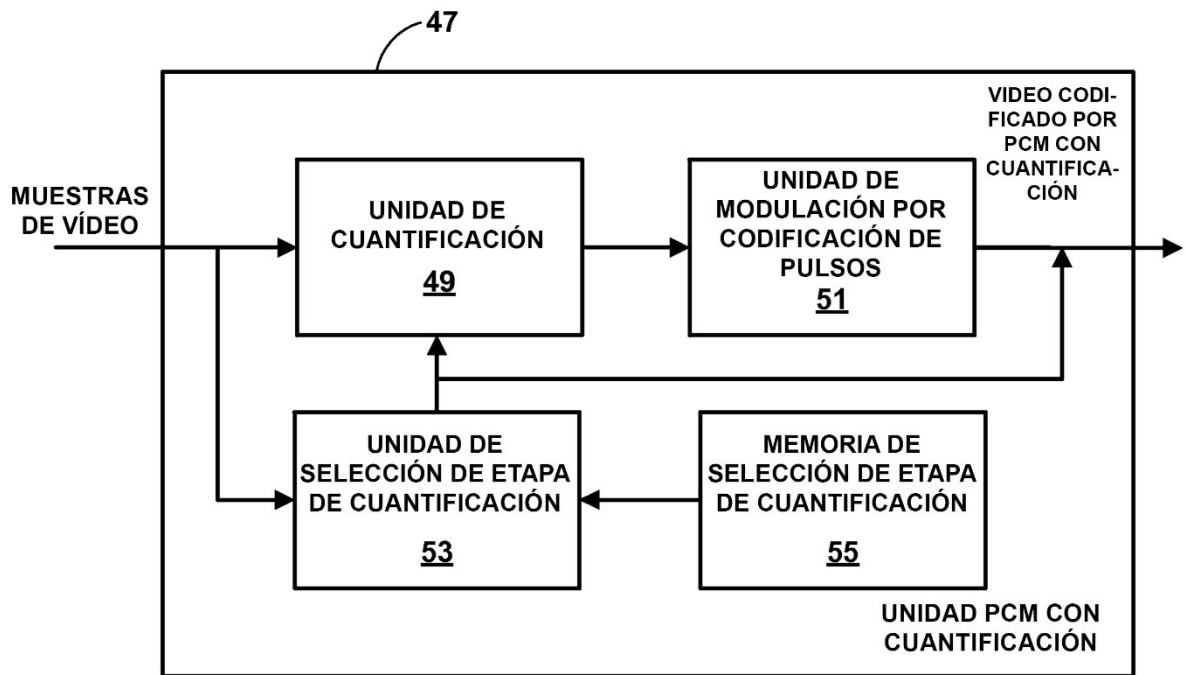 47
VIDEO CODI-
FICADO POR
PCM CON
CUANTIFICA-
CIÓN
MUESTRAS
DE VÍDEO
UNIDAD DE
CUANTIFICACIÓN
49
UNIDAD DE
MODULACIÓN POR
CODIFICACIÓN DE
PULSOS
51
UNIDAD DE
SELECCIÓN DE ETAPA
DE CUANTIFICACIÓN
53
MEMORIA DE
SELECCIÓN DE ETAPA
DE CUANTIFICACIÓN
55
UNIDAD PCM CON
CUANTIFICACIÓN